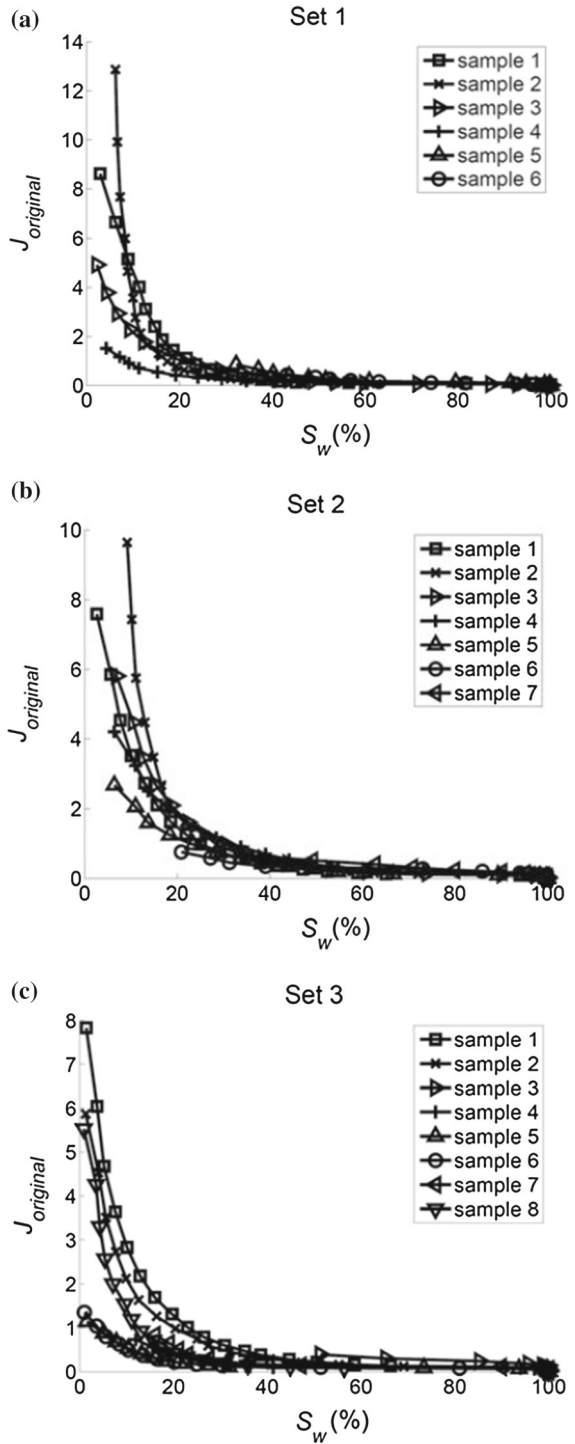 (a)
Set 1
14
12
10
8
6
4
2
0
J original
0 20 40 60 80 100
S w (%)
sample 1
sample 2
sample 3
sample 4
sample 5
sample 6
(b)
Set 2
10
8
6
4
2
0
J original
0 20 40 60 80 100
S w (%)
sample 1
sample 2
sample 3
sample 4
sample 5
sample 6
sample 7
(c)
Set 3
8
7
6
5
4
3
2
1
0
J original
0 20 40 60 80 100
S w (%)
sample 1
sample 2
sample 3
sample 4
sample 5
sample 6
sample 7
sample 8